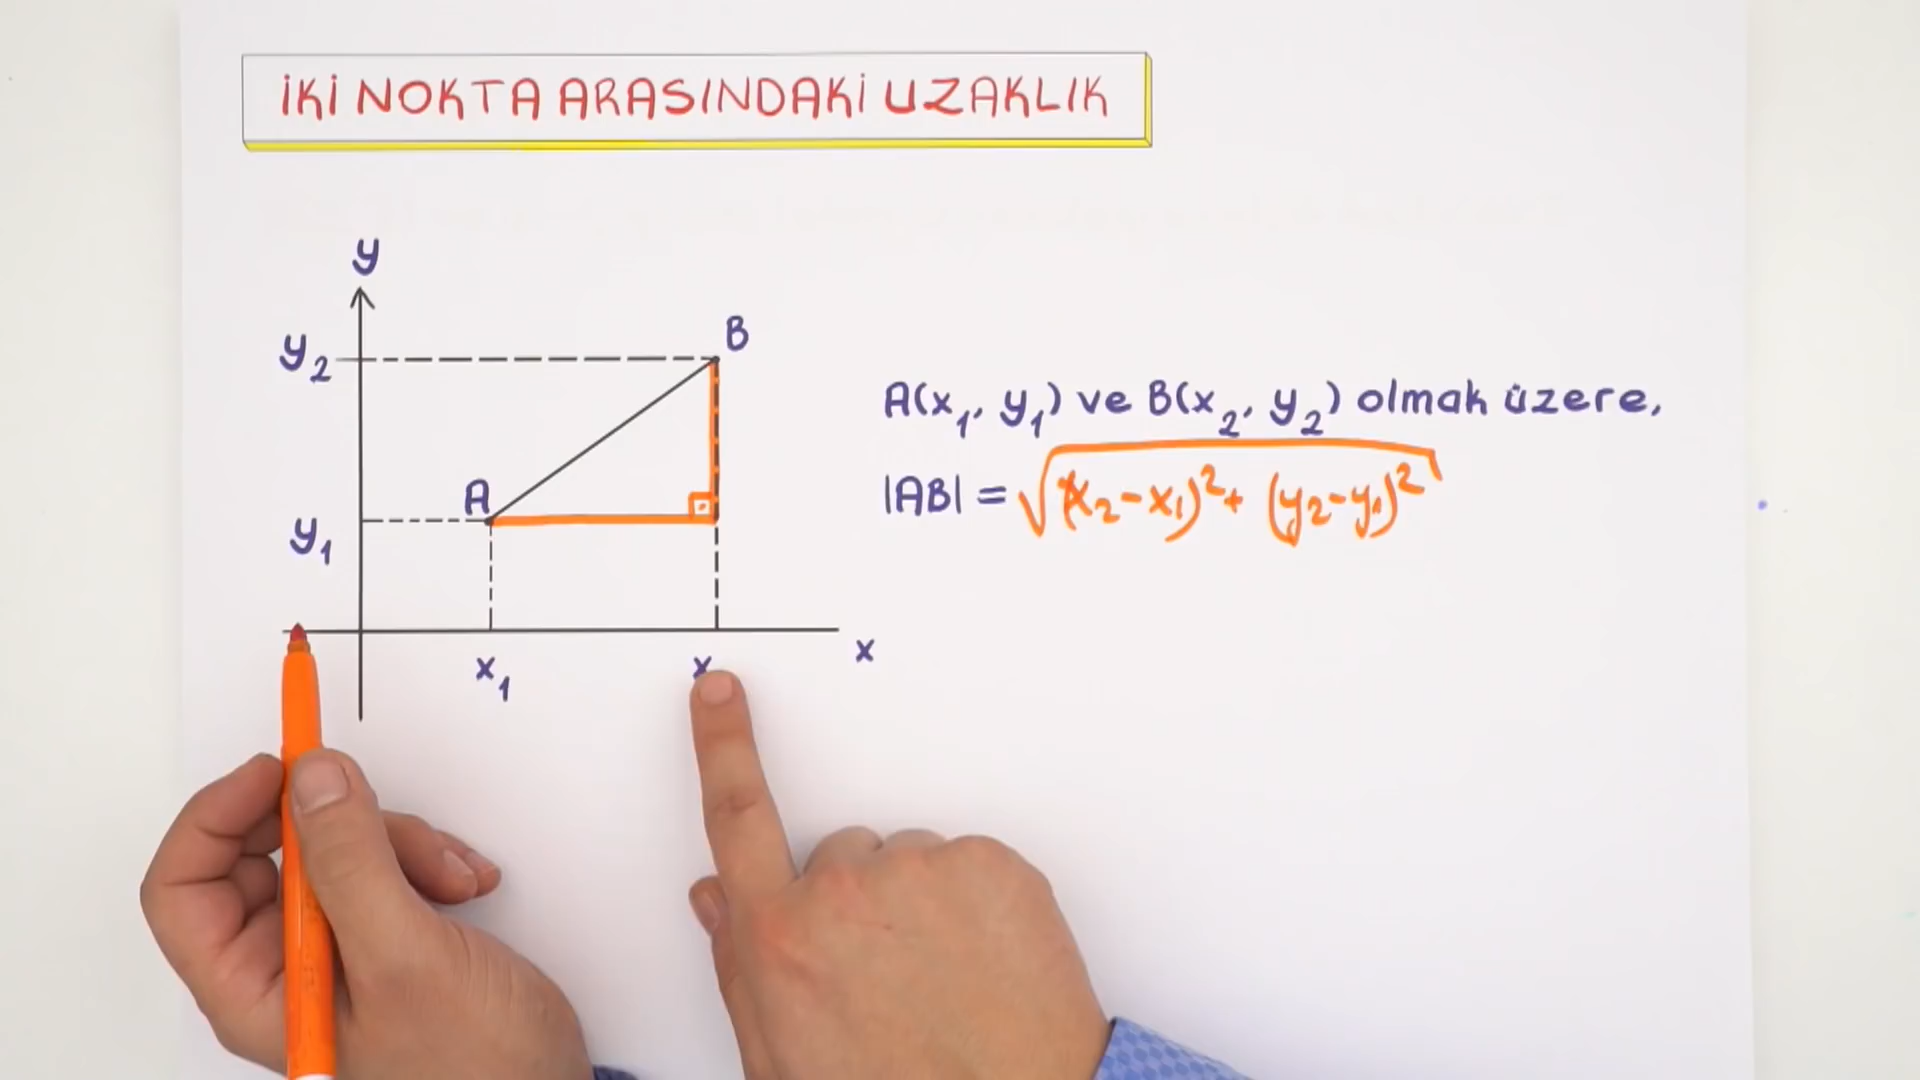 İKİ NOKTA ARASINDAKİ UZAKLIK
y
y₂
B
A(x₁, y₁) ve B(x₂, y₂) olmak üzere,
|AB| = √((x₂-x₁)²+ (y₂-y₁)²)
A
y₁
x₁
x
x